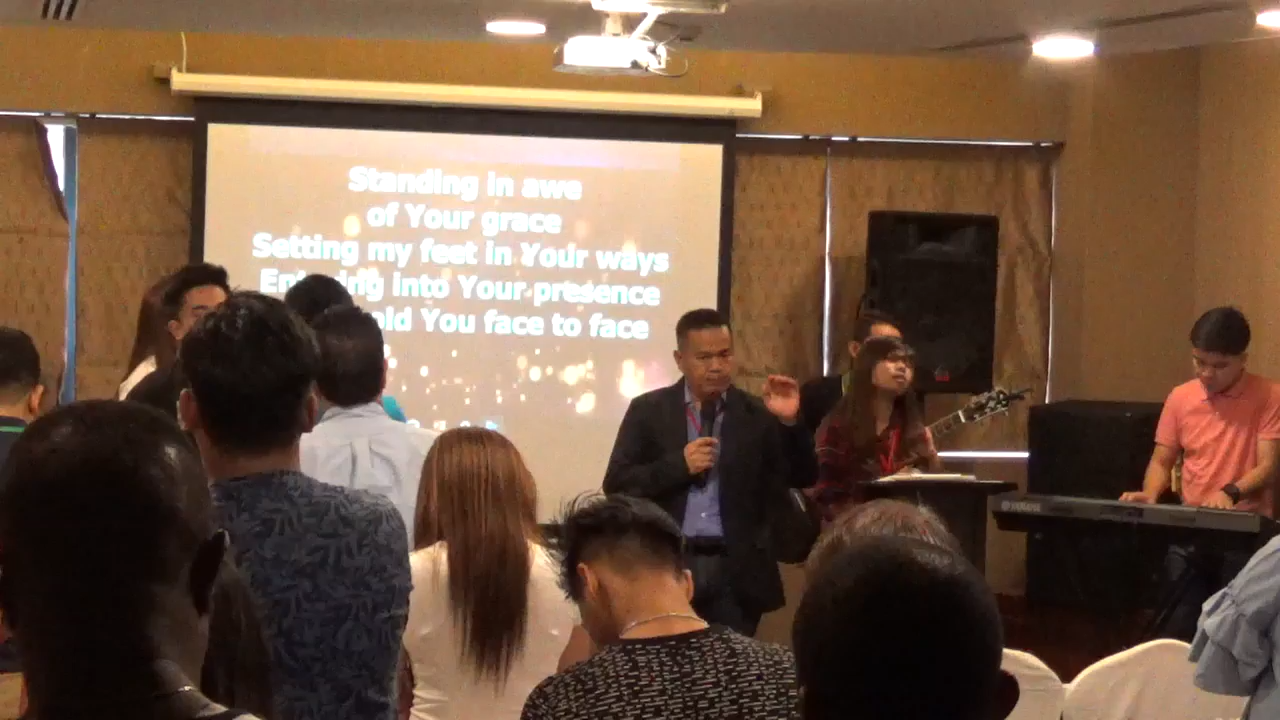 Standing in awe
of Your grace
Setting my feet in Your ways
into Your presence
You face to face
YAMAHA